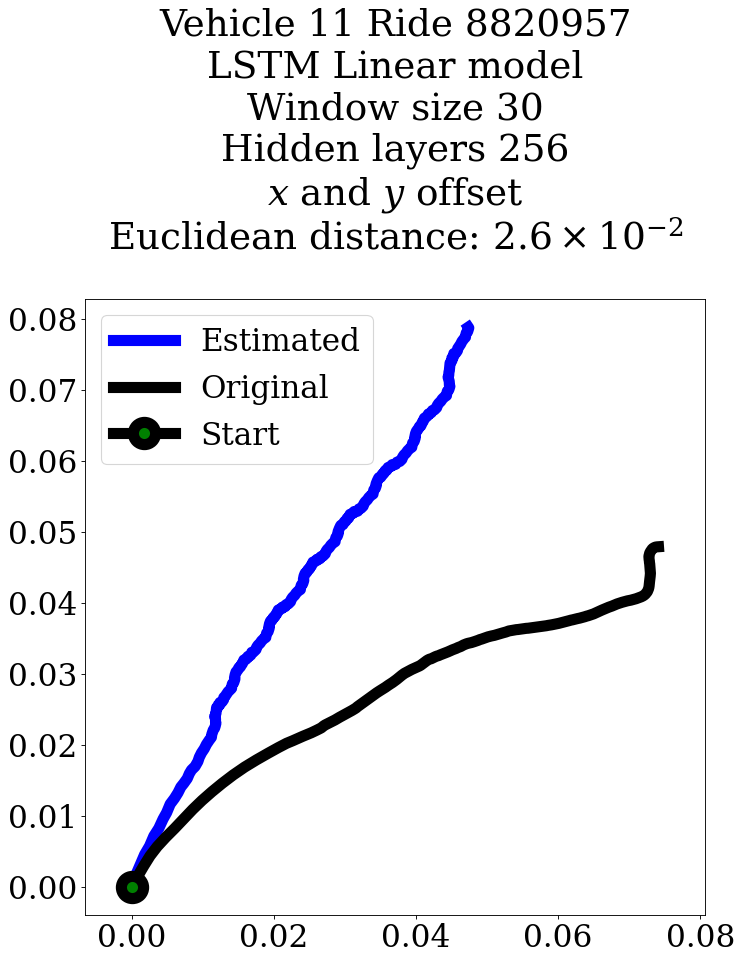 Vehicle 11 Ride 8820957
LSTM Linear model
Window size 30
Hidden layers 256
x and y offset
Euclidean distance: 2.6 × 10⁻²
Estimated
Original
Start
0.08
0.07
0.06
0.05
0.04
0.03
0.02
0.01
0.00
0.00 0.02 0.04 0.06 0.08